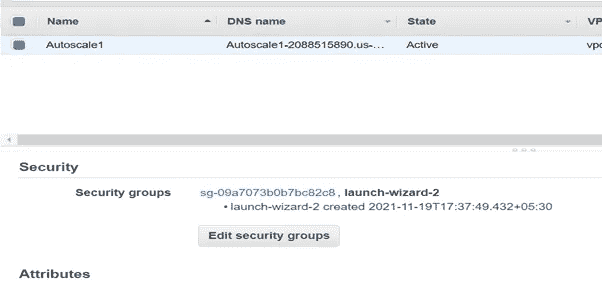 Name DNS name State VP
Autoscale1 Autoscale1-2088515890.us-... Active vpc
Security
Security groups sg-09a7073b0b7bc82c8 , launch-wizard-2
• launch-wizard-2 created 2021-11-19T17:37:49.432+05:30
Edit security groups
Attributes